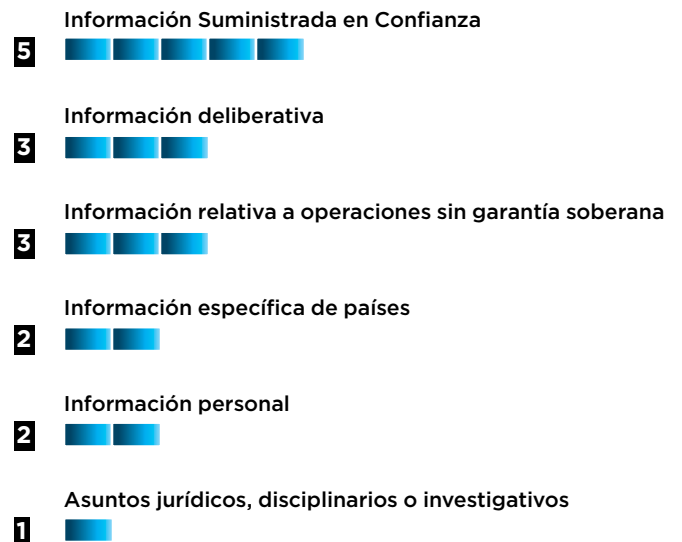 Información Suministrada en Confianza
5
Información deliberativa
3
Información relativa a operaciones sin garantía soberana
3
Información específica de países
2
Información personal
2
Asuntos jurídicos, disciplinarios o investigativos
1